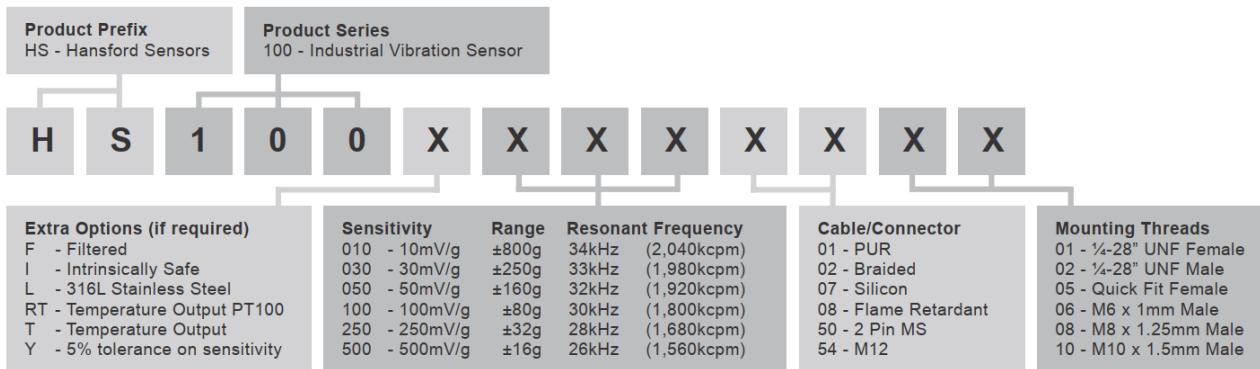 Product Prefix
HS - Hansford Sensors
Product Series
100 - Industrial Vibration Sensor
H S 1 0 0 X X X X X X X X
Extra Options (if required)
F - Filtered
I - Intrinsically Safe
L - 316L Stainless Steel
RT - Temperature Output PT100
T - Temperature Output
Y - 5% tolerance on sensitivity
Sensitivity Range Resonant Frequency
010 - 10mV/g ±800g 34kHz (2,040kcpm)
030 - 30mV/g ±250g 33kHz (1,980kcpm)
050 - 50mV/g ±160g 32kHz (1,920kcpm)
100 - 100mV/g ±80g 30kHz (1,800kcpm)
250 - 250mV/g ±32g 28kHz (1,680kcpm)
500 - 500mV/g ±16g 26kHz (1,560kcpm)
Cable/Connector
01 - PUR
02 - Braided
07 - Silicon
08 - Flame Retardant
50 - 2 Pin MS
54 - M12
Mounting Threads
01 - ¼-28” UNF Female
02 - ¼-28” UNF Male
05 - Quick Fit Female
06 - M6 x 1mm Male
08 - M8 x 1.25mm Male
10 - M10 x 1.5mm Male